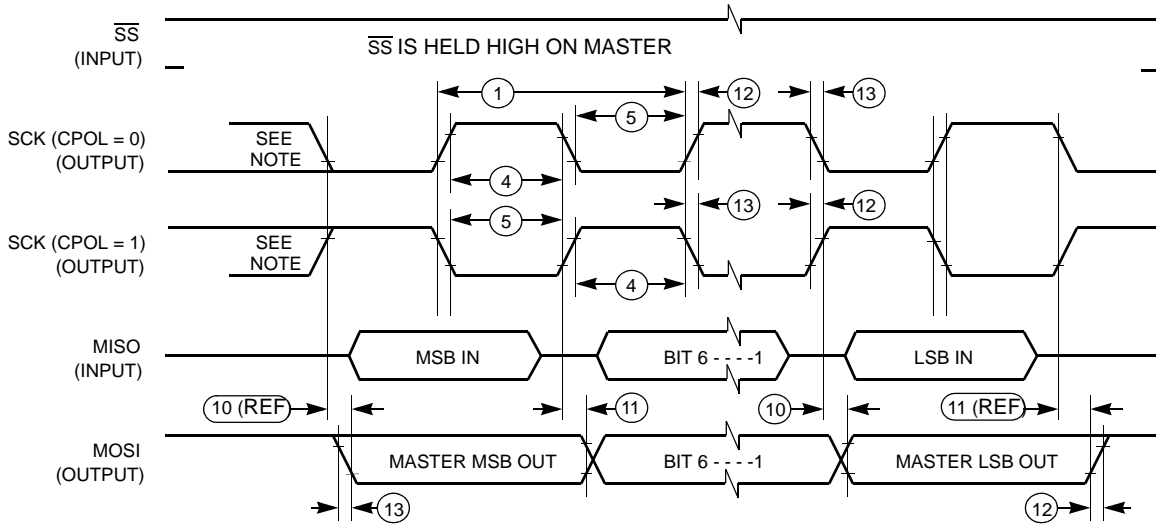 SS
(INPUT)
SS IS HELD HIGH ON MASTER
1
12
13
5
SCK (CPOL = 0)
(OUTPUT)
SEE
NOTE
4
13
12
5
SCK (CPOL = 1)
(OUTPUT)
SEE
NOTE
4
MISO
(INPUT)
MSB IN
BIT 6 - - - -1
LSB IN
10 (REF
11
10
11 (REF
MOSI
(OUTPUT)
MASTER MSB OUT
BIT 6 - - - -1
MASTER LSB OUT
13
12